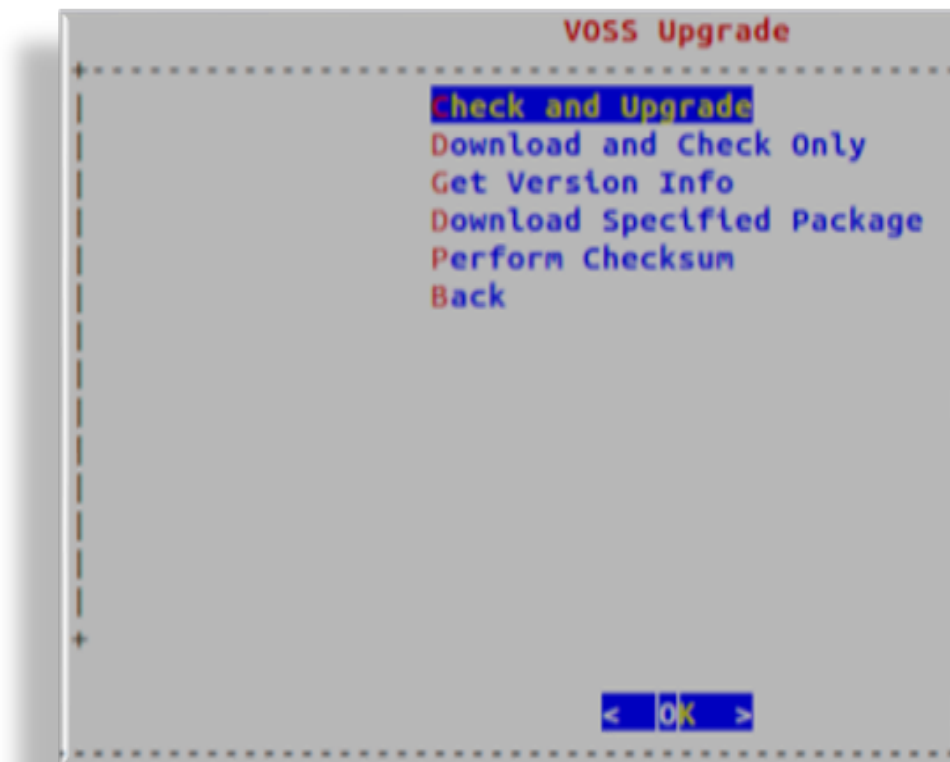 VOSS Upgrade
Check and Upgrade
Download and Check Only
Get Version Info
Download Specified Package
Perform Checksum
Back
< OK >